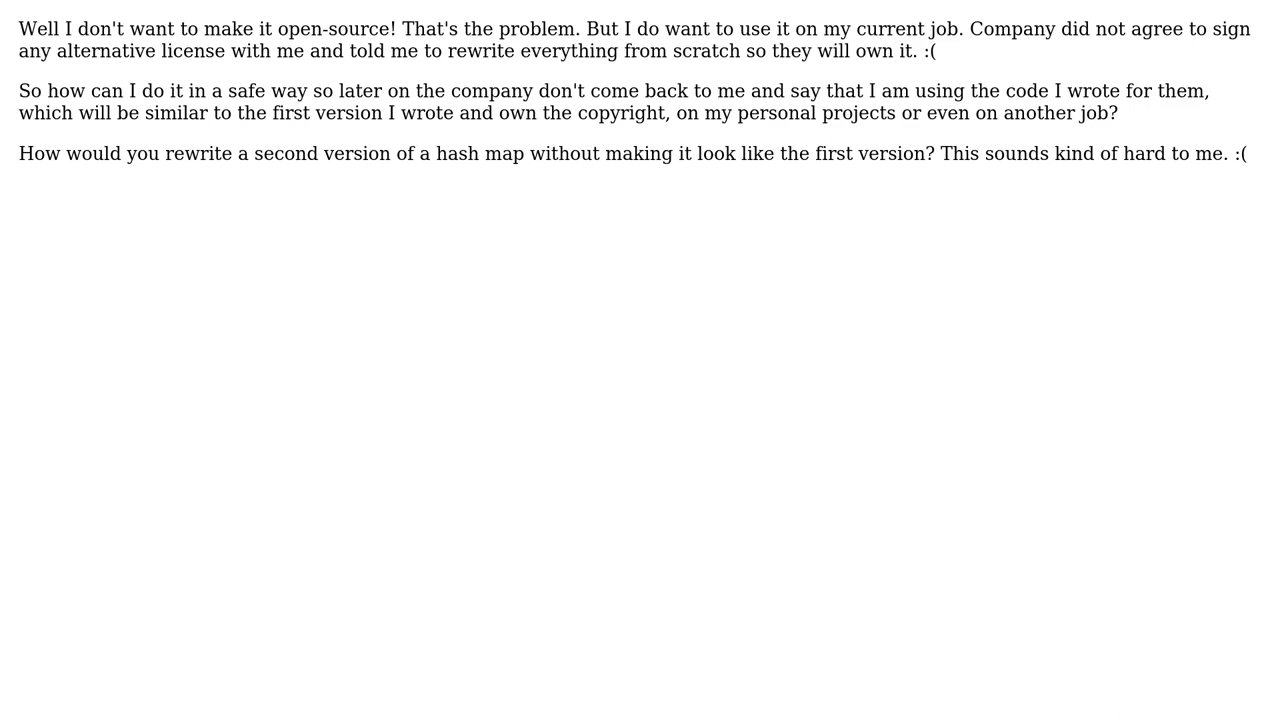 Well I don't want to make it open-source! That's the problem. But I do want to use it on my current job. Company did not agree to sign
any alternative license with me and told me to rewrite everything from scratch so they will own it. :(
So how can I do it in a safe way so later on the company don't come back to me and say that I am using the code I wrote for them,
which will be similar to the first version I wrote and own the copyright, on my personal projects or even on another job?
How would you rewrite a second version of a hash map without making it look like the first version? This sounds kind of hard to me. :(